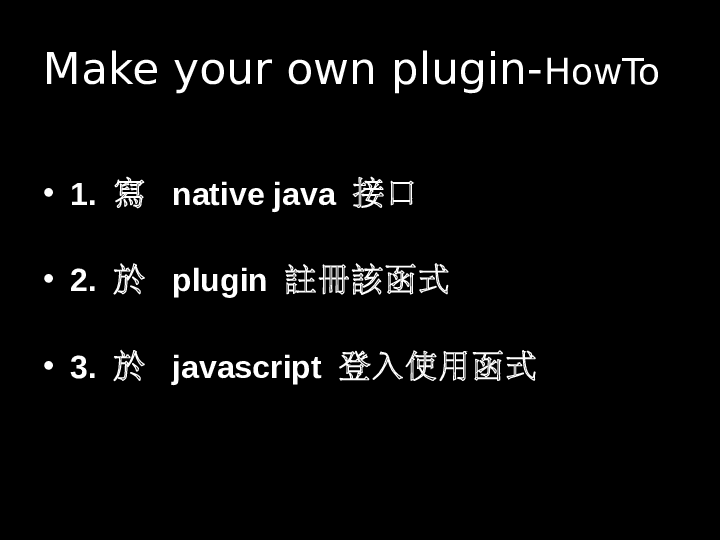 Make your own plugin-HowTo
• 1. 寫 native java 接口
• 2. 於 plugin 註冊該函式
• 3. 於 javascript 登入使用函式